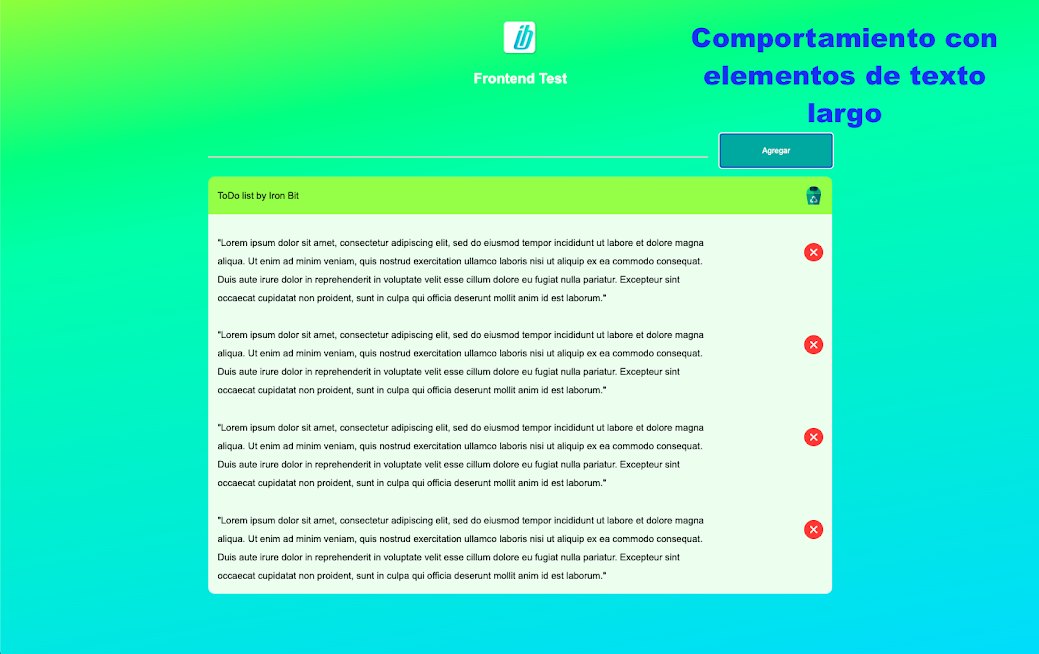 ib
Comportamiento con
elementos de texto
largo
Frontend Test
Agregar
ToDo list by Iron Bit
"Lorem ipsum dolor sit amet, consectetur adipiscing elit, sed do eiusmod tempor incididunt ut labore et dolore magna
aliqua. Ut enim ad minim veniam, quis nostrud exercitation ullamco laboris nisi ut aliquip ex ea commodo consequat.
Duis aute irure dolor in reprehenderit in voluptate velit esse cillum dolore eu fugiat nulla pariatur. Excepteur sint
occaecat cupidatat non proident, sunt in culpa qui officia deserunt mollit anim id est laborum."
"Lorem ipsum dolor sit amet, consectetur adipiscing elit, sed do eiusmod tempor incididunt ut labore et dolore magna
aliqua. Ut enim ad minim veniam, quis nostrud exercitation ullamco laboris nisi ut aliquip ex ea commodo consequat.
Duis aute irure dolor in reprehenderit in voluptate velit esse cillum dolore eu fugiat nulla pariatur. Excepteur sint
occaecat cupidatat non proident, sunt in culpa qui officia deserunt mollit anim id est laborum."
"Lorem ipsum dolor sit amet, consectetur adipiscing elit, sed do eiusmod tempor incididunt ut labore et dolore magna
aliqua. Ut enim ad minim veniam, quis nostrud exercitation ullamco laboris nisi ut aliquip ex ea commodo consequat.
Duis aute irure dolor in reprehenderit in voluptate velit esse cillum dolore eu fugiat nulla pariatur. Excepteur sint
occaecat cupidatat non proident, sunt in culpa qui officia deserunt mollit anim id est laborum."
"Lorem ipsum dolor sit amet, consectetur adipiscing elit, sed do eiusmod tempor incididunt ut labore et dolore magna
aliqua. Ut enim ad minim veniam, quis nostrud exercitation ullamco laboris nisi ut aliquip ex ea commodo consequat.
Duis aute irure dolor in reprehenderit in voluptate velit esse cillum dolore eu fugiat nulla pariatur. Excepteur sint
occaecat cupidatat non proident, sunt in culpa qui officia deserunt mollit anim id est laborum."